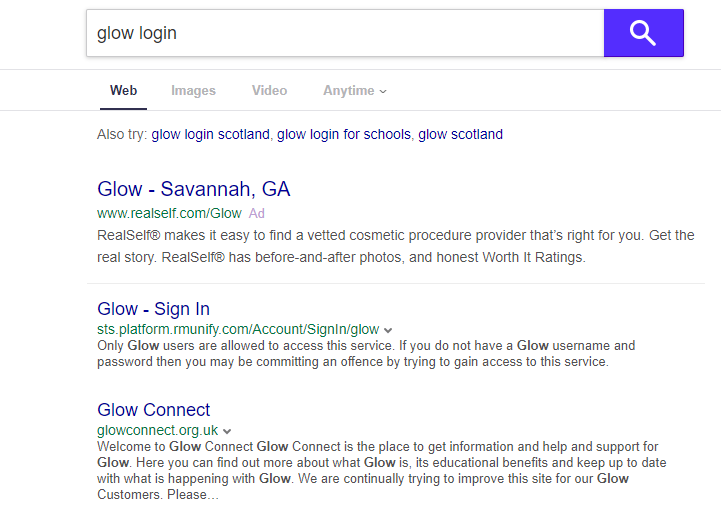 glow login
Web Images Video Anytime
Also try: glow login scotland, glow login for schools, glow scotland
Glow - Savannah, GA
www.realself.com/Glow Ad
RealSelf® makes it easy to find a vetted cosmetic procedure provider that's right for you. Get the
real story. RealSelf® has before-and-after photos, and honest Worth It Ratings.
Glow - Sign In
sts.platform.rmunify.com/Account/SignIn/glow
Only Glow users are allowed to access this service. If you do not have a Glow username and
password then you may be committing an offence by trying to gain access to this service.
Glow Connect
glowconnect.org.uk
Welcome to Glow Connect Glow Connect is the place to get information and help and support for
Glow. Here you can find out more about what Glow is, its educational benefits and keep up to date
with what is happening with Glow. We are continually trying to improve this site for our Glow
Customers. Please…